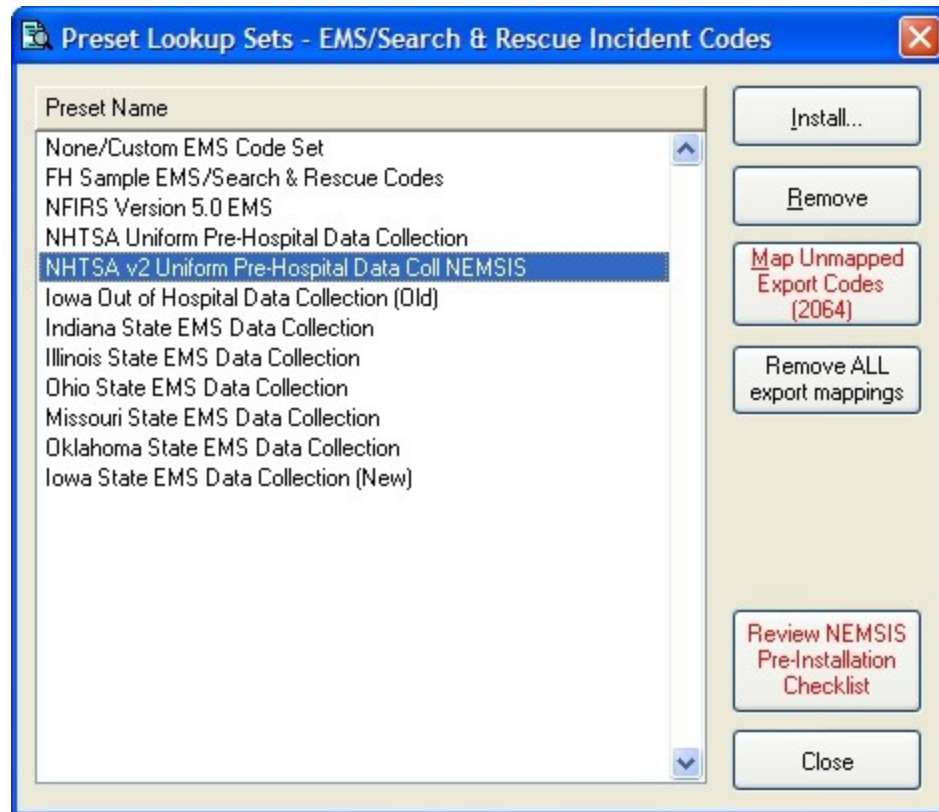 Preset Lookup Sets - EMS/Search & Rescue Incident Codes
Preset Name
None/Custom EMS Code Set
FH Sample EMS/Search & Rescue Codes
NFIRS Version 5.0 EMS
NHTSA Uniform Pre-Hospital Data Collection
NHTSA v2 Uniform Pre-Hospital Data Coll NEMSIS
Iowa Out of Hospital Data Collection (Old)
Indiana State EMS Data Collection
Illinois State EMS Data Collection
Ohio State EMS Data Collection
Missouri State EMS Data Collection
Oklahoma State EMS Data Collection
Iowa State EMS Data Collection (New)
Install...
Remove
Map Unmapped
Export Codes
(2064)
Remove ALL
export mappings
Review NEMSIS
Pre-Installation
Checklist
Close